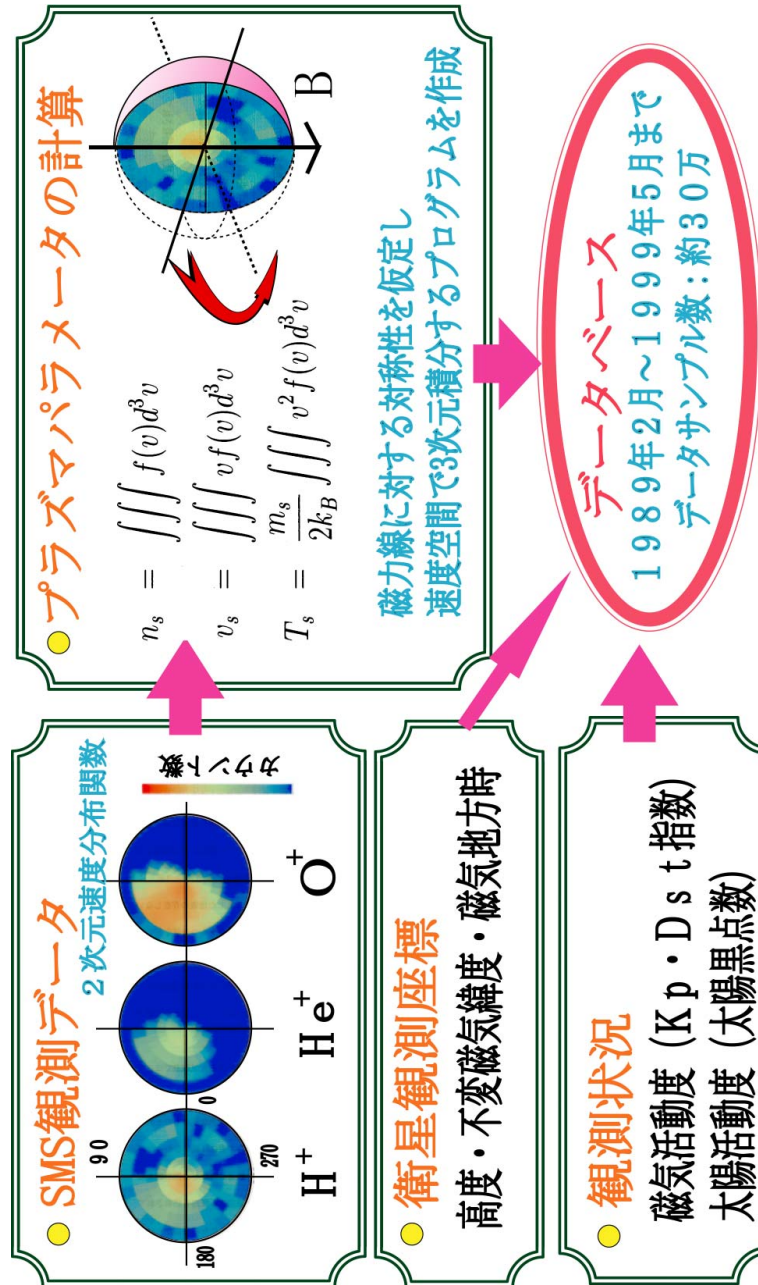 ●SMS観測データ
2次元速度分布関数
90
180
0
270
H⁺
He⁺
O⁺
カウント数
●プラズマパラメータの計算
n_s = ∫∫∫ f(v)d³v
v_s = ∫∫∫ vf(v)d³v
T_s = m_s/2k_B ∫∫∫ v² f(v)d³v
B
磁力線に対する対称性を仮定し
速度空間で3次元積分するプログラムを作成
●衛星観測座標
高度・不変磁気緯度・磁気地方時
●観測状況
磁気活動度 (Kp・Dst指数)
太陽活動度 (太陽黒点数)
データベース
1989年2月～1999年5月まで
データサンプル数：約30万